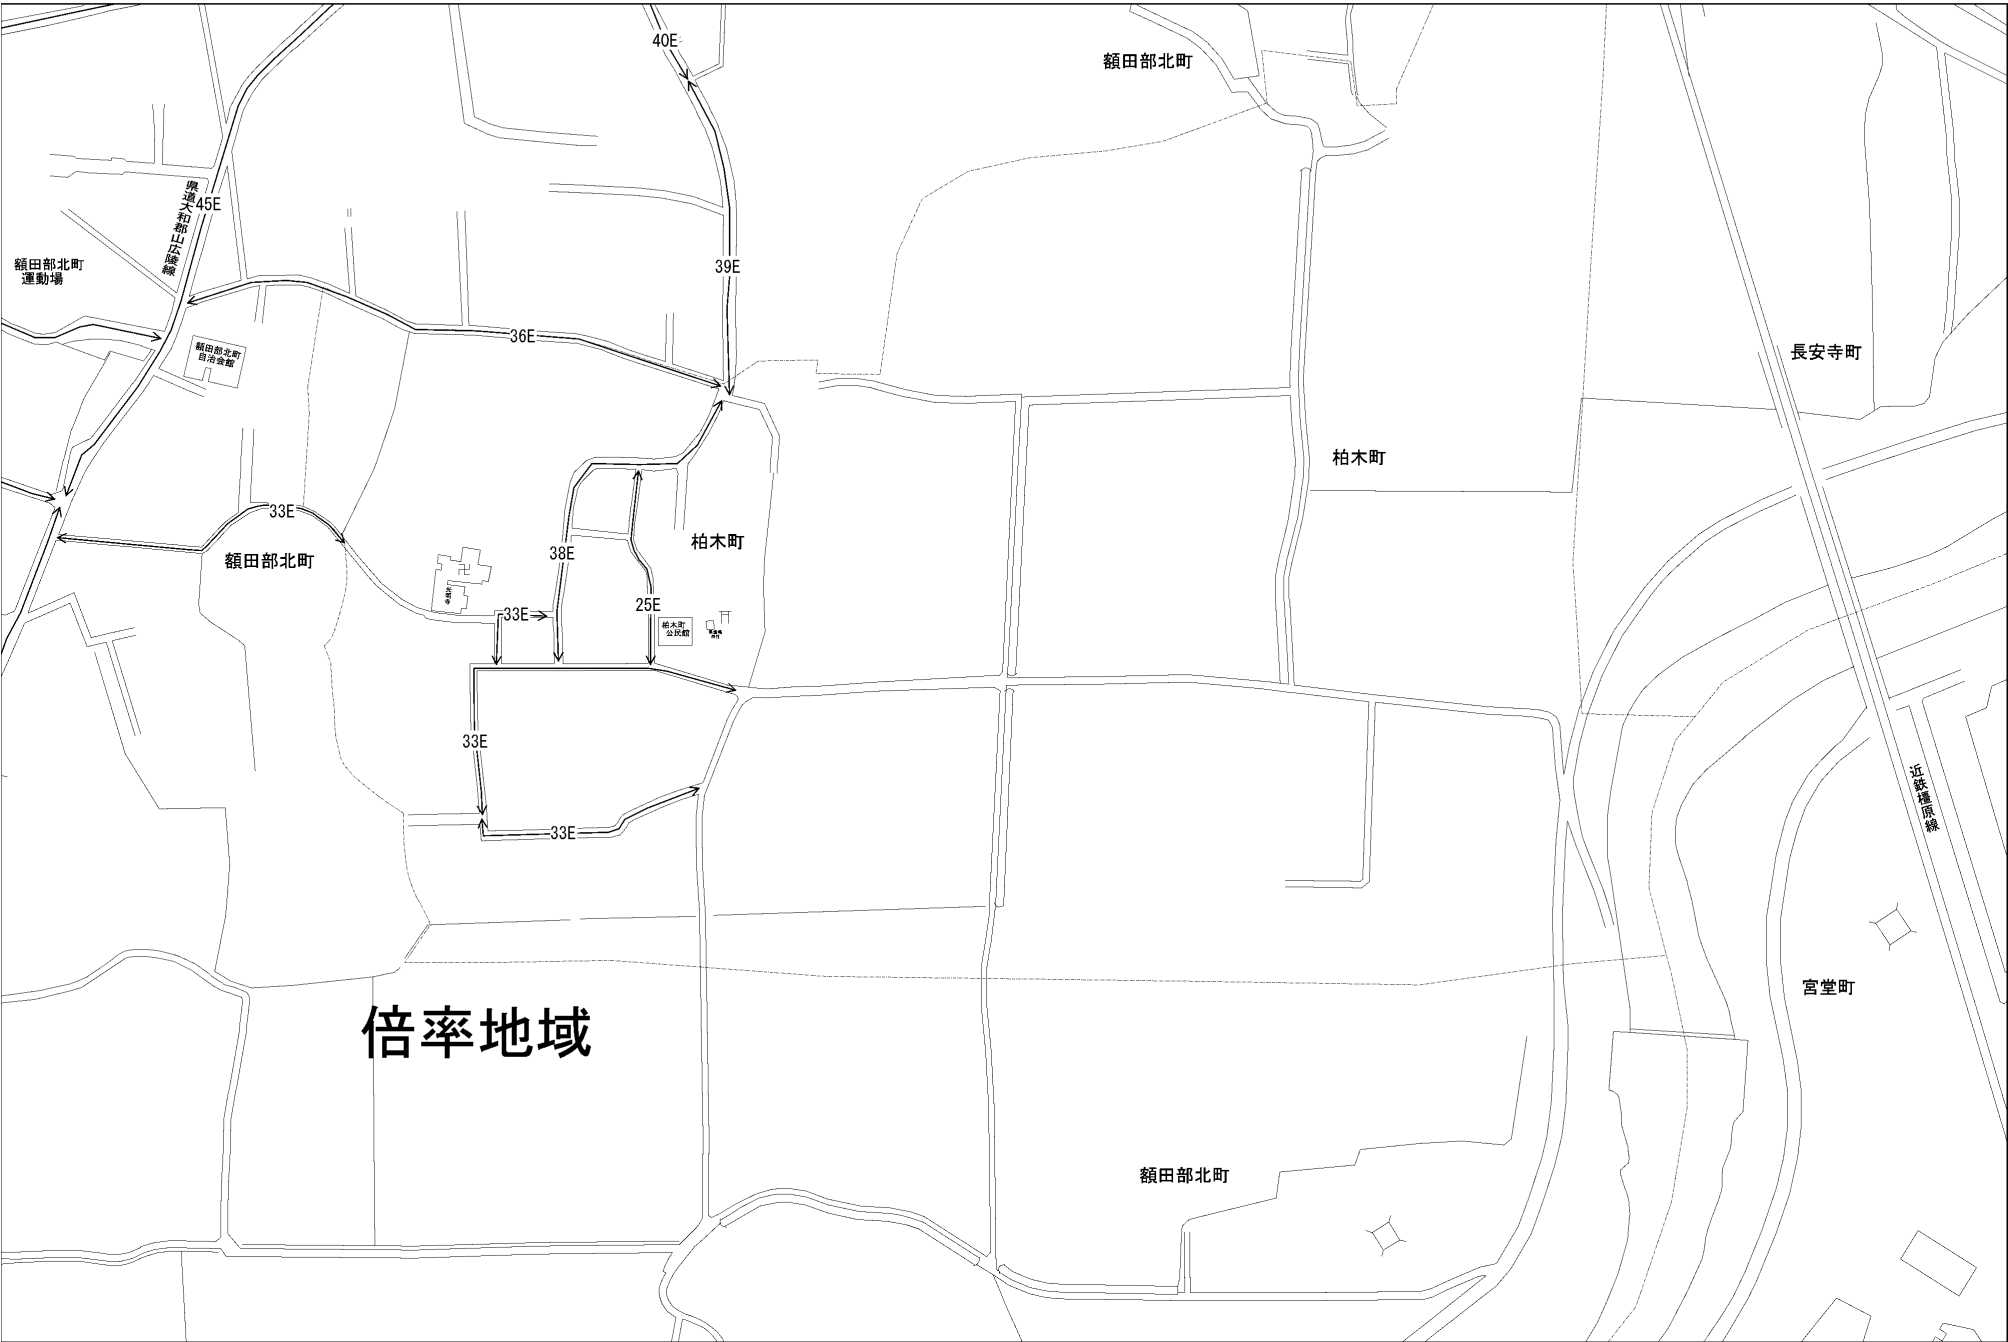 40E
額田部北町
県道大和郡山広陵線
45E
額田部北町
運動場
39E
36E
額田部北町
自治会館
長安寺町
柏木町
33E
額田部北町
38E
柏木町
25E
33E
柏木町
公民館
33E
近鉄橿原線
33E
宮堂町
倍率地域
額田部北町